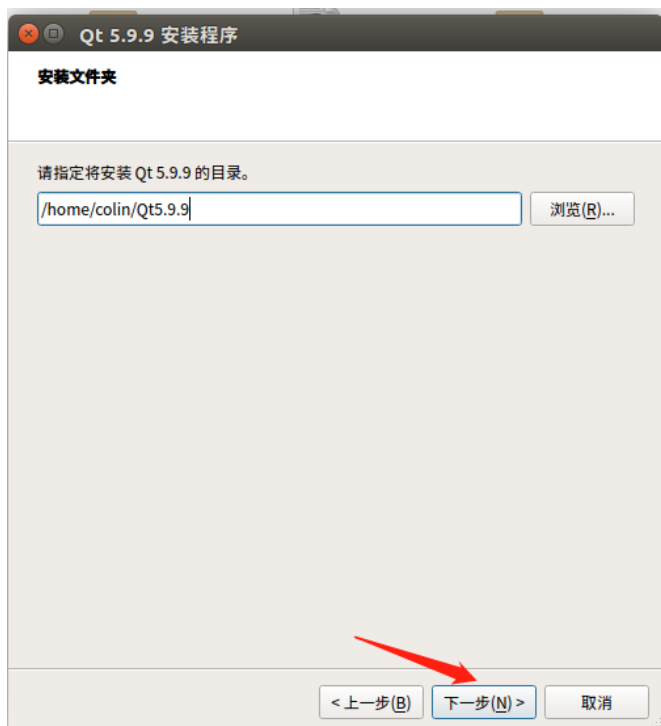 Qt 5.9.9 安装程序
安装文件夹
请指定将安装 Qt 5.9.9 的目录。
/home/colin/Qt5.9.9
浏览(R)...
< 上一步(B)
下一步(N) >
取消